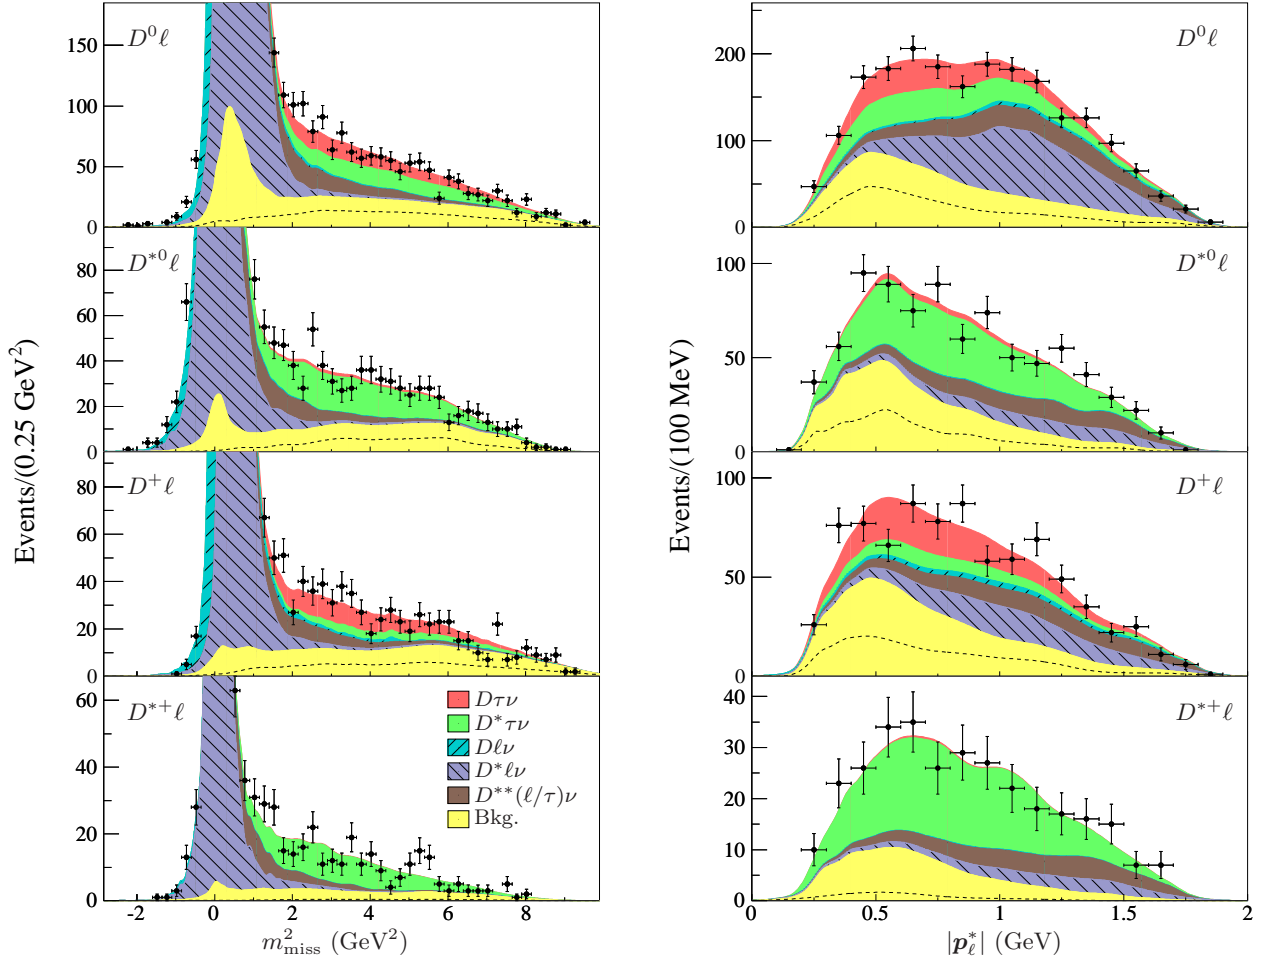 D⁰ℓ
150
100
50
0
D*⁰ℓ
80
60
40
20
0
D⁺ℓ
80
60
40
20
0
D*⁺ℓ
60
40
20
0
-2 0 2 4 6 8
m²miss (GeV²)
Events/(0.25 GeV²)
Dτν
D*τν
Dℓν
D*ℓν
D**(ℓ/τ)ν
Bkg.
D⁰ℓ
200
100
0
D*⁰ℓ
100
50
0
D⁺ℓ
100
50
0
D*⁺ℓ
40
30
20
10
0
0 0.5 1 1.5 2
|p*ℓ| (GeV)
Events/(100 MeV)